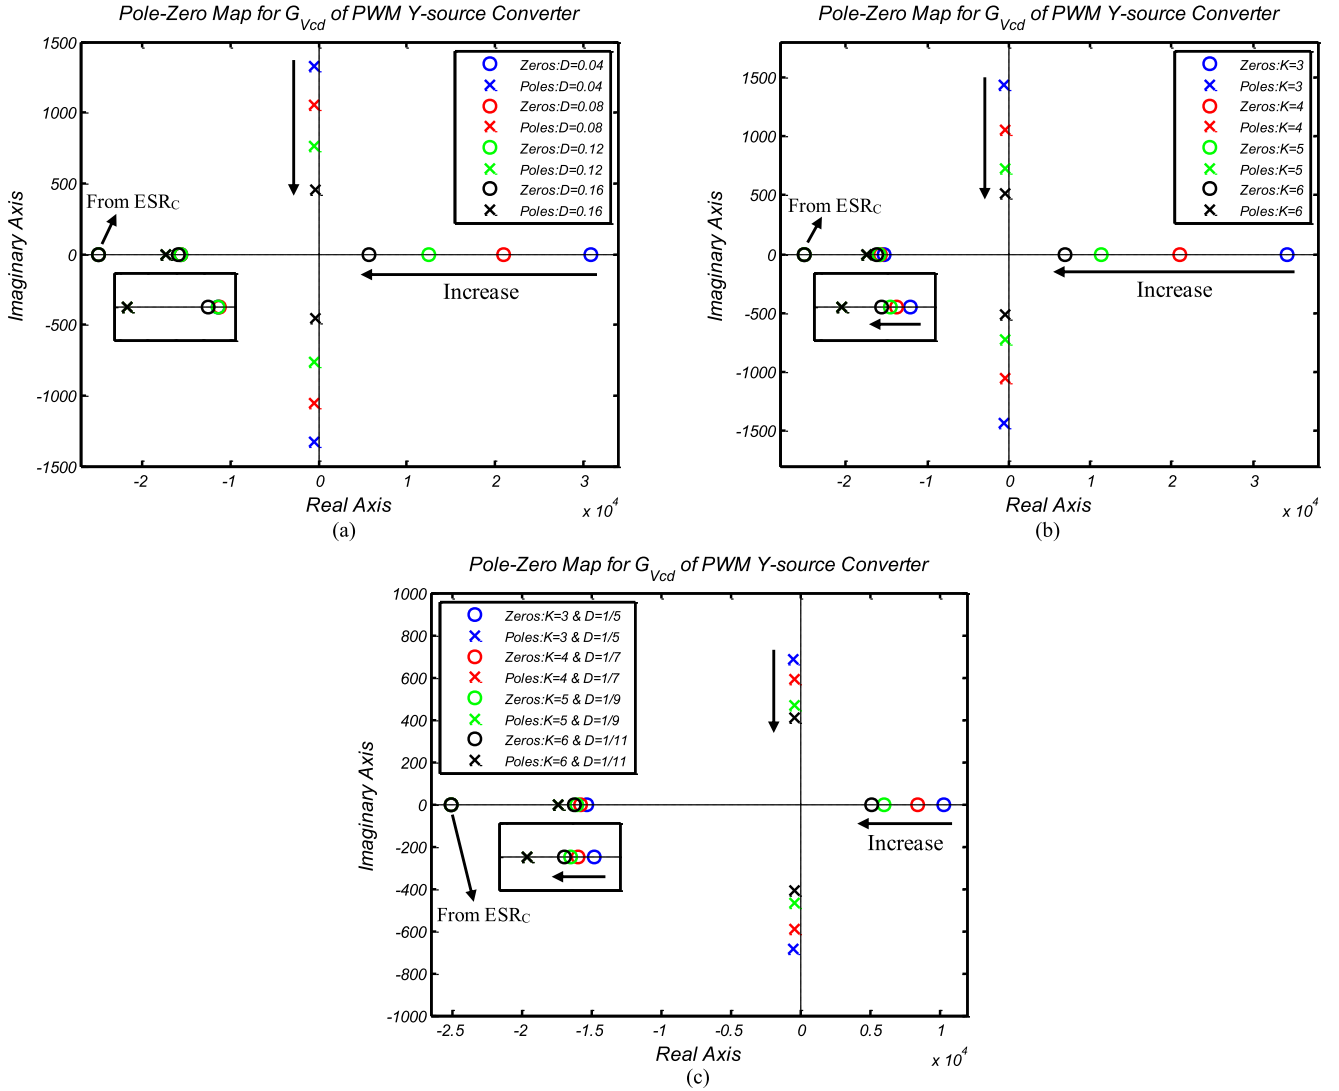 Pole-Zero Map for GVcd of PWM Y-source Converter
1500
1000
500
0
-500
-1000
-1500
Imaginary Axis
Zeros:D=0.04
Poles:D=0.04
Zeros:D=0.08
Poles:D=0.08
Zeros:D=0.12
Poles:D=0.12
Zeros:D=0.16
Poles:D=0.16
From ESRC
Increase
-2 -1 0 1 2 3
Real Axis
x 10^4
(a)
Pole-Zero Map for GVcd of PWM Y-source Converter
1500
1000
500
0
-500
-1000
-1500
Imaginary Axis
Zeros:K=3
Poles:K=3
Zeros:K=4
Poles:K=4
Zeros:K=5
Poles:K=5
Zeros:K=6
Poles:K=6
From ESRC
Increase
-2 -1 0 1 2 3
Real Axis
x 10^4
(b)
Pole-Zero Map for GVcd of PWM Y-source Converter
1000
800
600
400
200
0
-200
-400
-600
-800
-1000
Imaginary Axis
Zeros:K=3 & D=1/5
Poles:K=3 & D=1/5
Zeros:K=4 & D=1/7
Poles:K=4 & D=1/7
Zeros:K=5 & D=1/9
Poles:K=5 & D=1/9
Zeros:K=6 & D=1/11
Poles:K=6 & D=1/11
Increase
From ESRC
-2.5 -2 -1.5 -1 -0.5 0 0.5 1
Real Axis
x 10^4
(c)